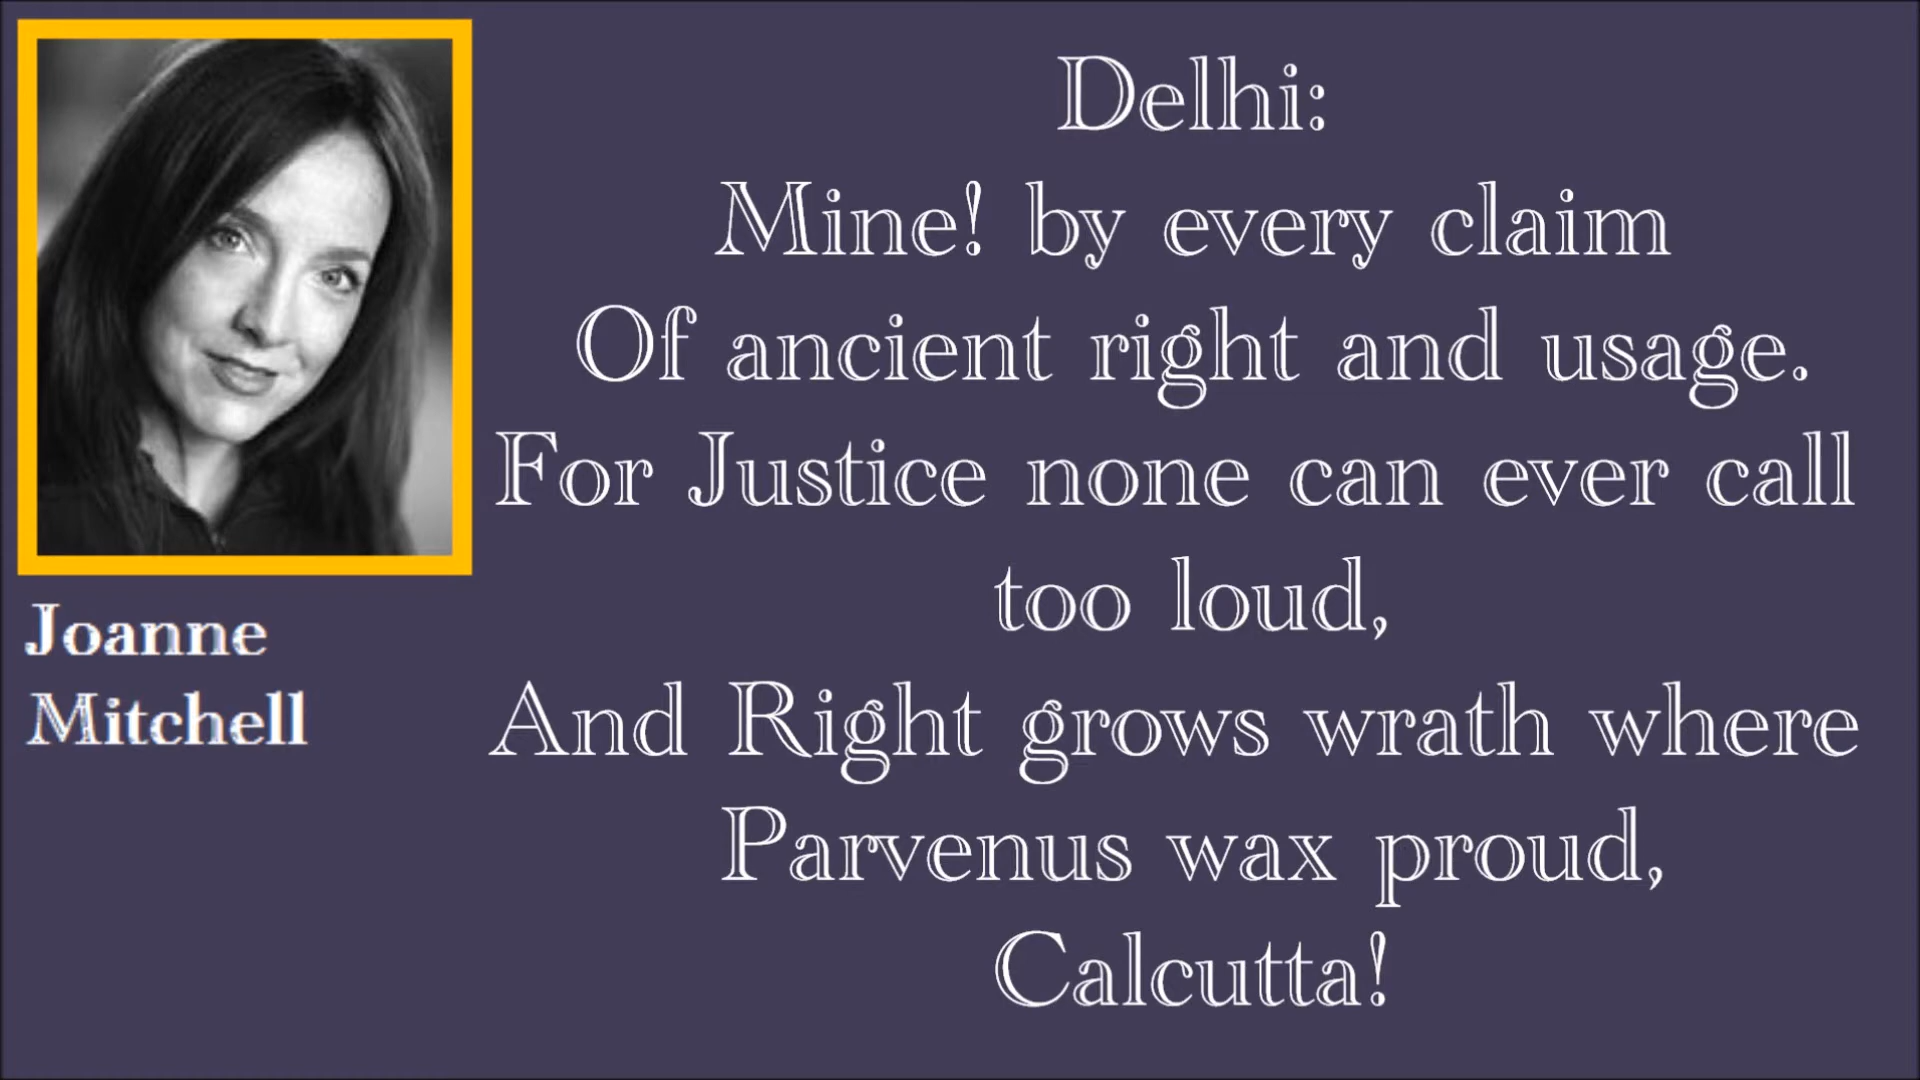 Joanne
Mitchell
Delhi:
Mine! by every claim
Of ancient right and usage.
For Justice none can ever call
too loud,
And Right grows wrath where
Parvenus wax proud,
Calcutta!